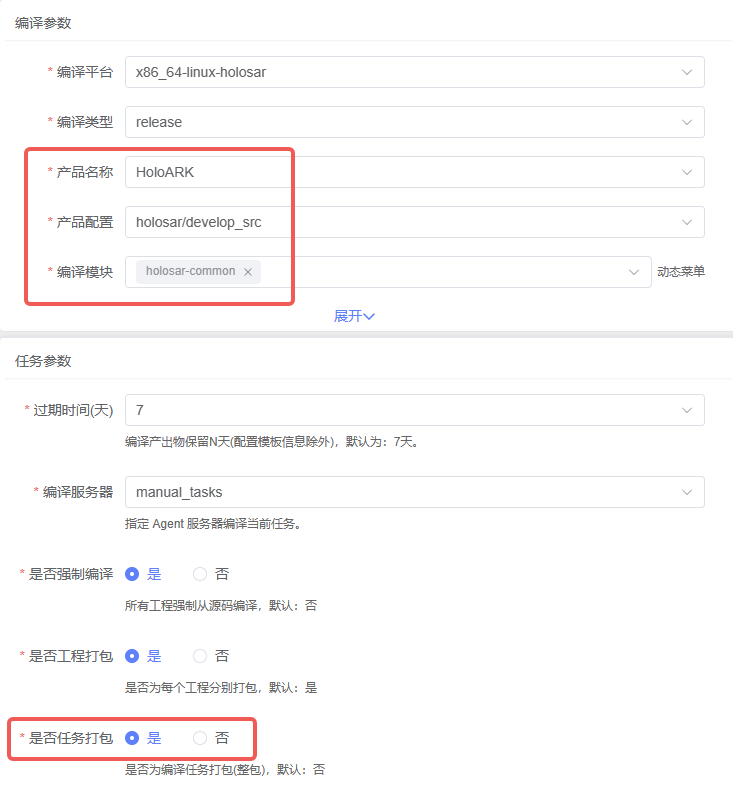 编译参数
* 编译平台 x86_64-linux-holosar
* 编译类型 release
* 产品名称 HoloARK
* 产品配置 holosar/develop_src
* 编译模块 holosar-common × 动态菜单
展开
任务参数
* 过期时间(天) 7
编译产出物保留N天(配置模板信息除外)，默认为：7天。
* 编译服务器 manual_tasks
指定 Agent 服务器编译当前任务。
* 是否强制编译 是 否
所有工程强制从源码编译，默认：否
* 是否工程打包 是 否
是否为每个工程分别打包，默认：是
* 是否任务打包 是 否
是否为编译任务打包(整包)，默认：否